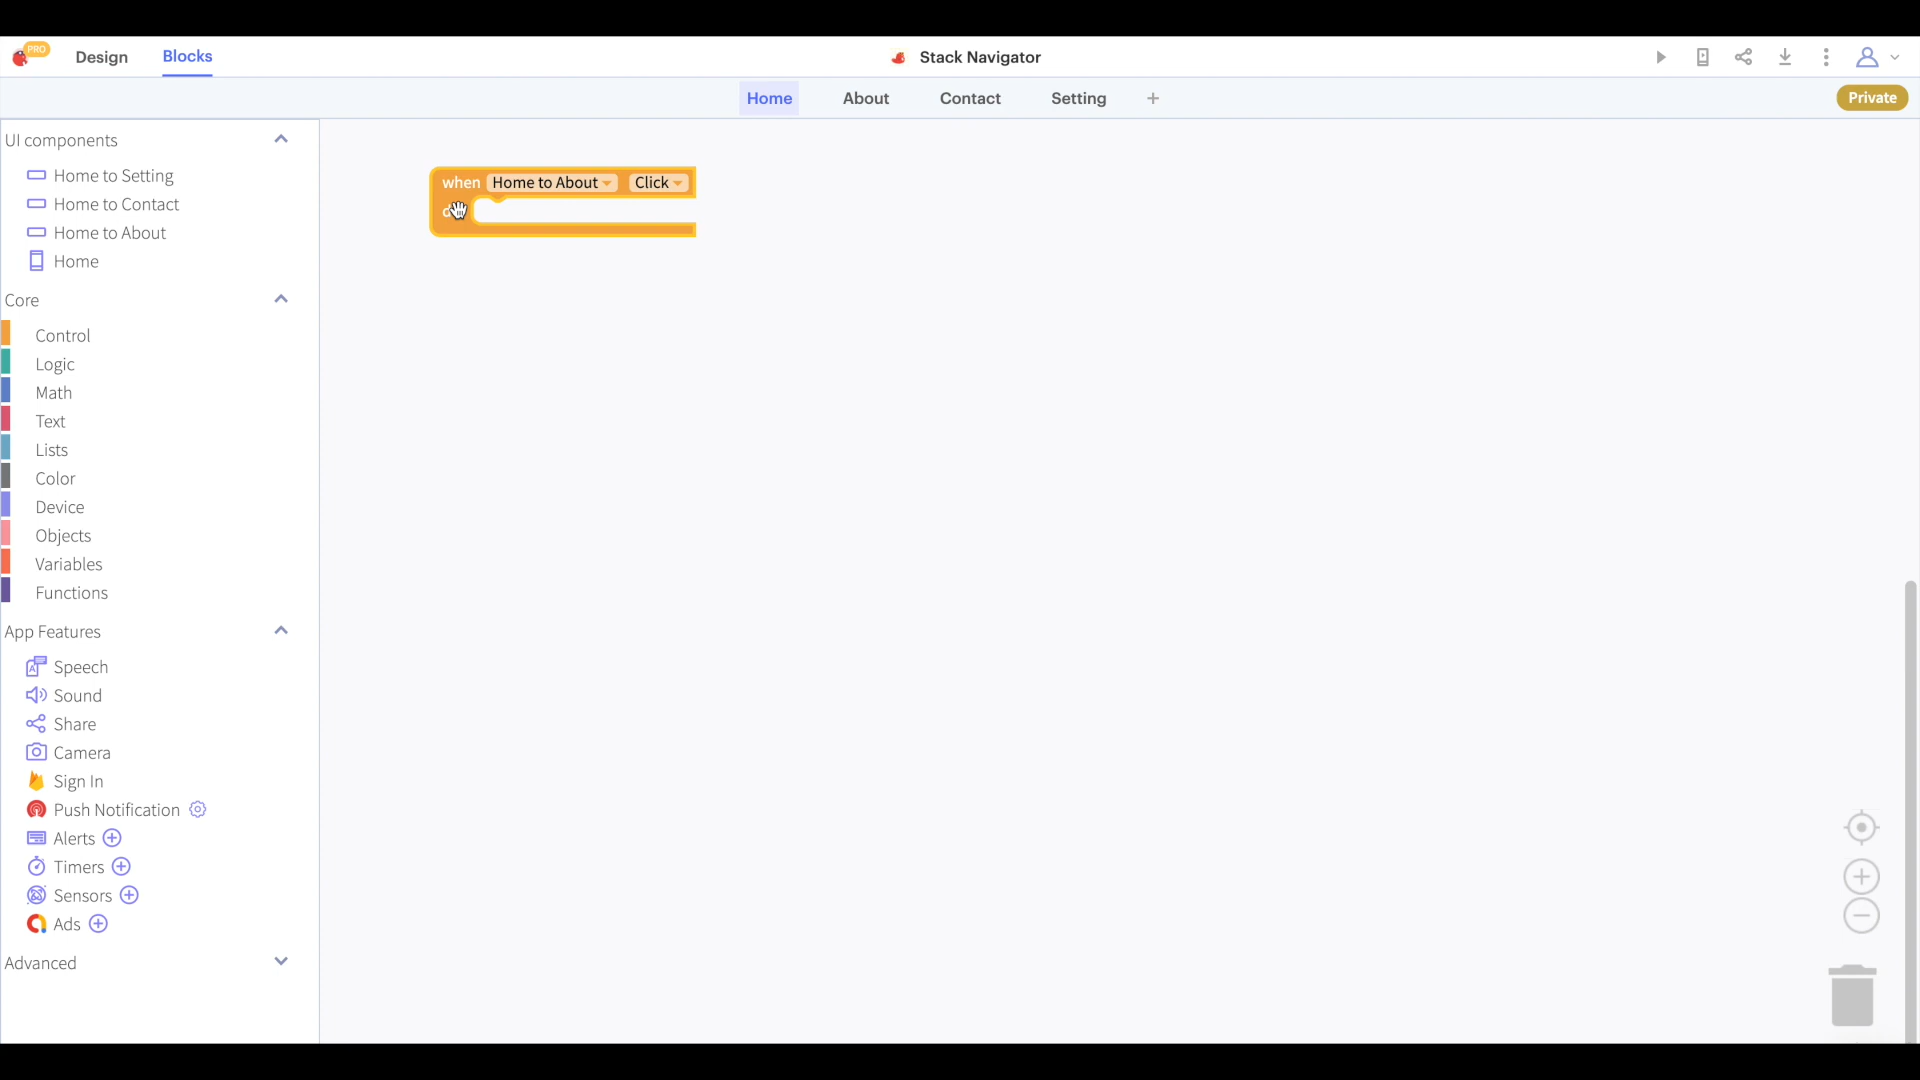 PRO
Design
Blocks
Stack Navigator
Home
About
Contact
Setting
Private
UI components
Home to Setting
Home to Contact
Home to About
Home
Core
Control
Logic
Math
Text
Lists
Color
Device
Objects
Variables
Functions
App Features
Speech
Sound
Share
Camera
Sign In
Push Notification
Alerts
Timers
Sensors
Ads
Advanced
when Home to About Click